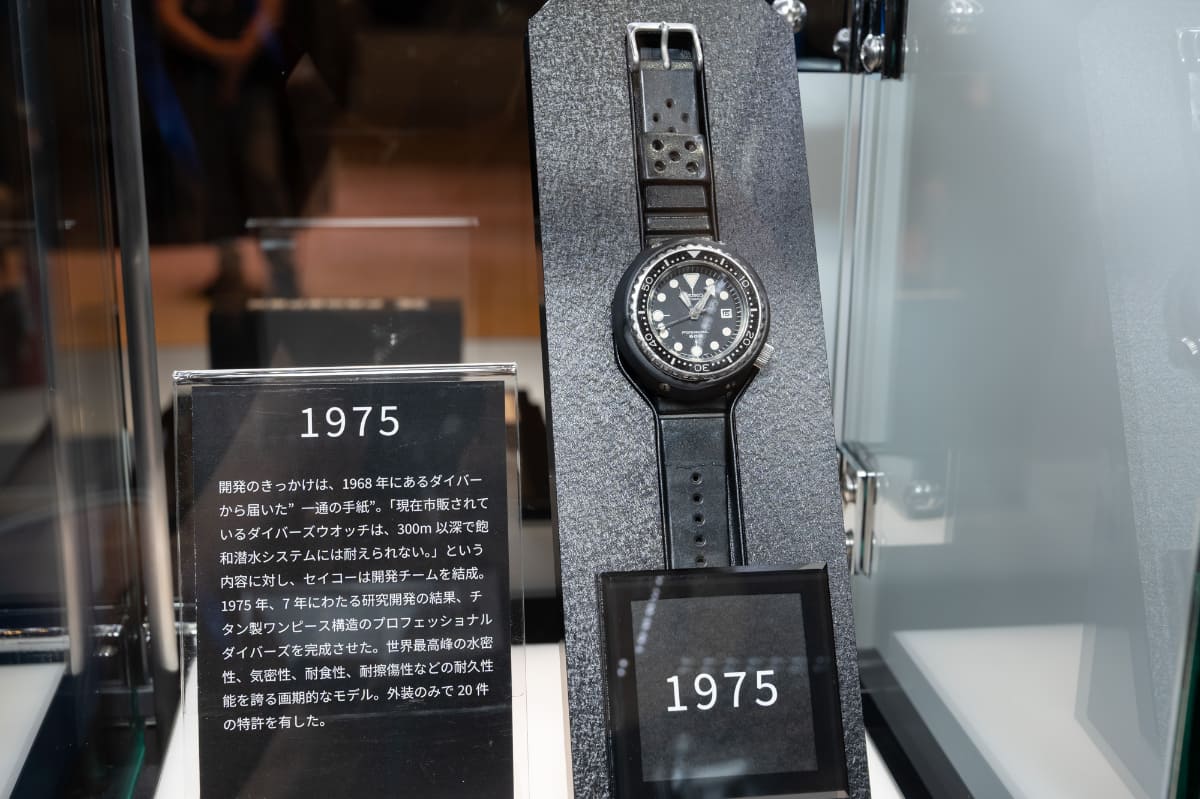 1975
開発のきっかけは、1968 年にあるダイバー
から届いた” 一通の手紙”。「現在市販されて
いるダイバーズウオッチは、300m 以深で飽
和潜水システムには耐えられない。」という
内容に対し、セイコーは開発チームを結成。
1975 年、7 年にわたる研究開発の結果、チ
タン製ワンピース構造のプロフェッショナル
ダイバーズを完成させた。世界最高峰の水密
性、気密性、耐食性、耐擦傷性などの耐久性
能を誇る画期的なモデル。外装のみで 20 件
の特許を有した。
50
10
40
20
30
SEIKO
1975